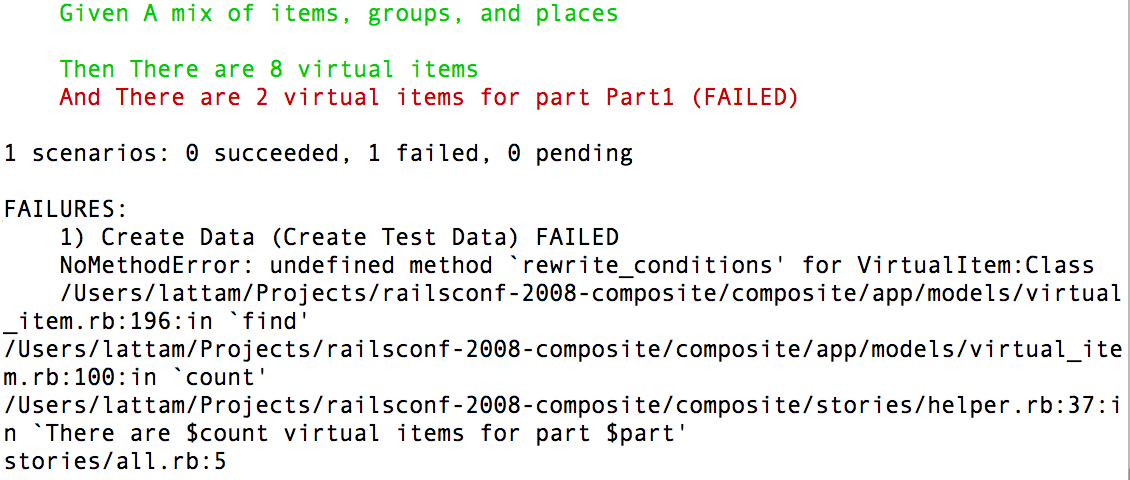 Given A mix of items, groups, and places
Then There are 8 virtual items
And There are 2 virtual items for part Part1 (FAILED)
1 scenarios: 0 succeeded, 1 failed, 0 pending
FAILURES:
1) Create Data (Create Test Data) FAILED
NoMethodError: undefined method `rewrite_conditions' for VirtualItem:Class
/Users/lattam/Projects/railsconf-2008-composite/composite/app/models/virtual
_item.rb:196:in `find'
/Users/lattam/Projects/railsconf-2008-composite/composite/app/models/virtual_ite
m.rb:100:in `count'
/Users/lattam/Projects/railsconf-2008-composite/composite/stories/helper.rb:37:i
n `There are $count virtual items for part $part'
stories/all.rb:5